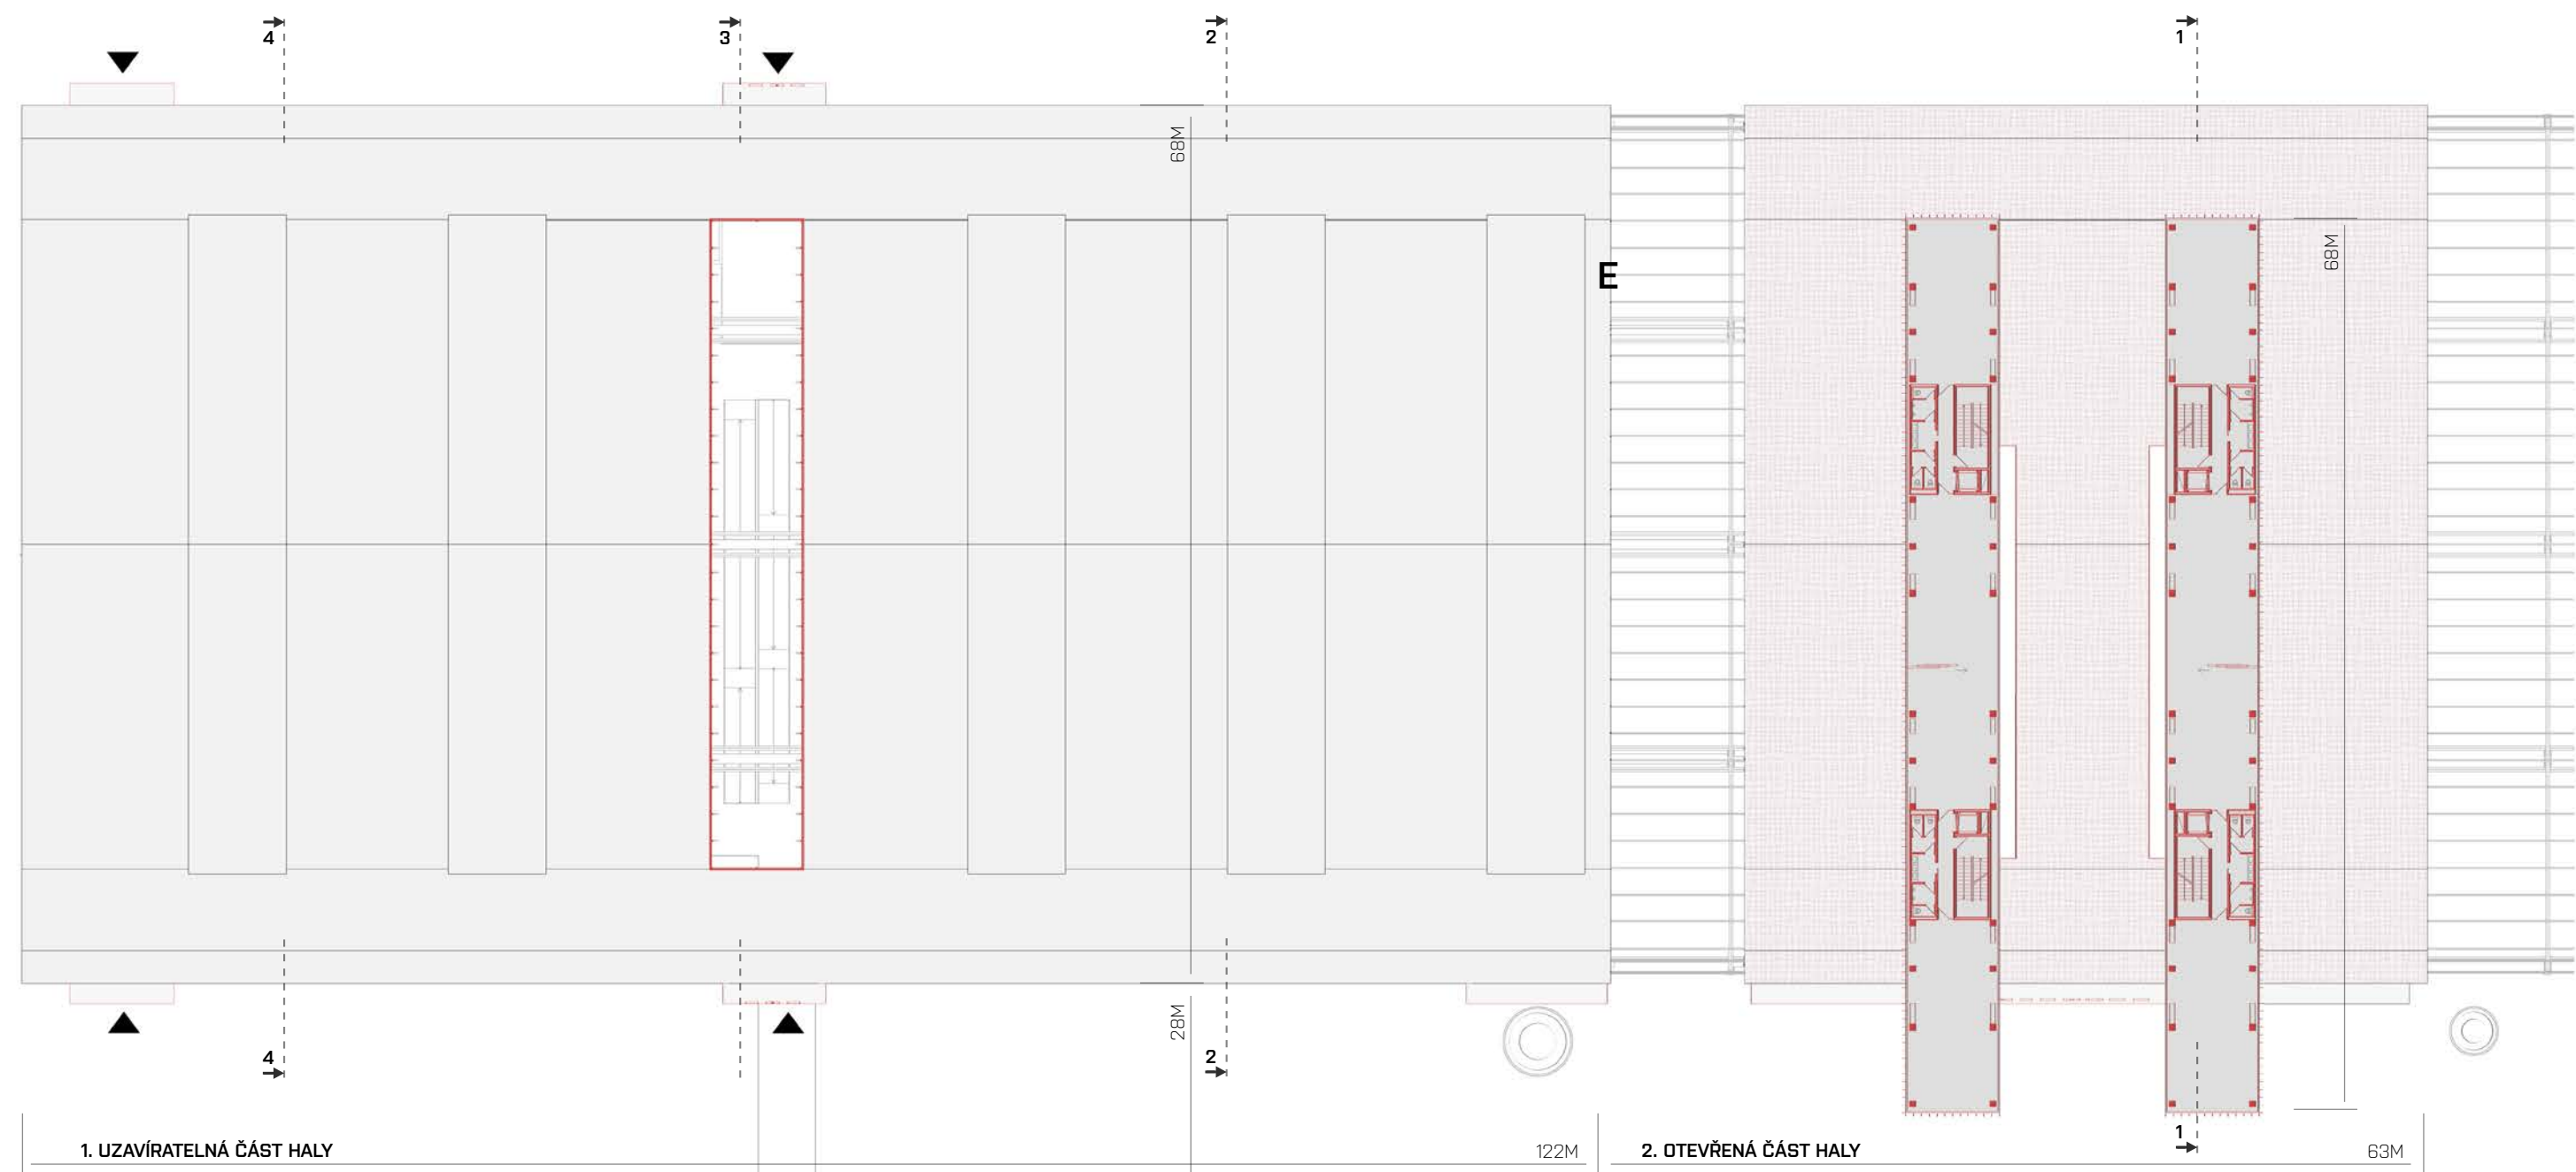 4
3
2
1
68M
E
68M
28M
4
2
1
1. UZAVÍRATELNÁ ČÁST HALY
122M
2. OTEVŘENÁ ČÁST HALY
63M